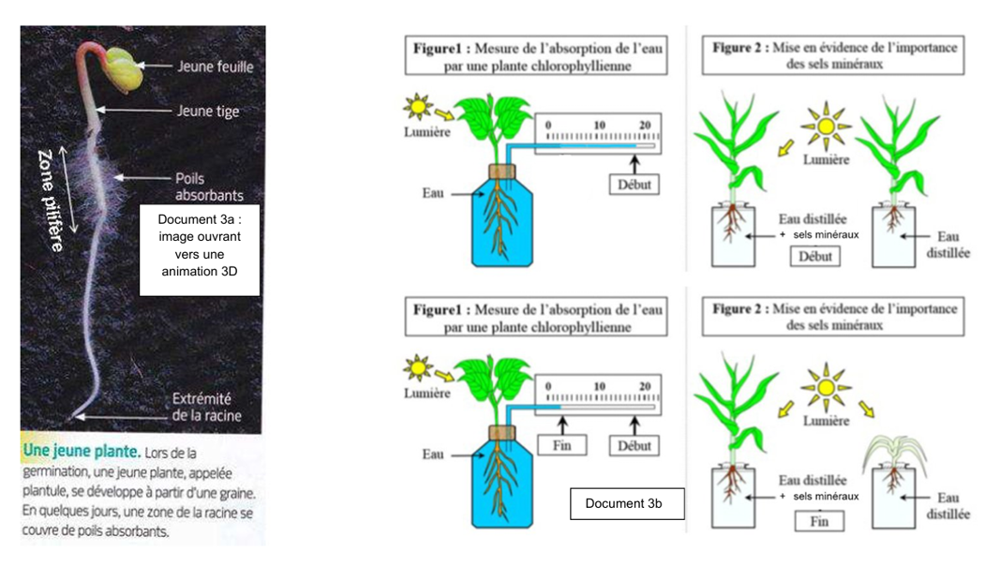 Jeune feuille
Jeune tige
Zone pilifère
Poils
absorbants
Document 3a :
image ouvrant
vers une
animation 3D
Extrémité
de la racine
Une jeune plante. Lors de la
germination, une jeune plante, appelée
plantule, se développe à partir d'une graine.
En quelques jours, une zone de la racine se
couvre de poils absorbants.
Figure1 : Mesure de l'absorption de l'eau
par une plante chlorophyllienne
Lumière
0 10 20
Début
Eau
Figure 2 : Mise en évidence de l'importance
des sels minéraux
Lumière
Eau distillée
+ sels minéraux
Début
Eau
distillée
Figure1 : Mesure de l'absorption de l'eau
par une plante chlorophyllienne
Lumière
0 10 20
Fin
Début
Eau
Document 3b
Figure 2 : Mise en évidence de l'importance
des sels minéraux
Lumière
Eau distillée
+ sels minéraux
Fin
Eau
distillée